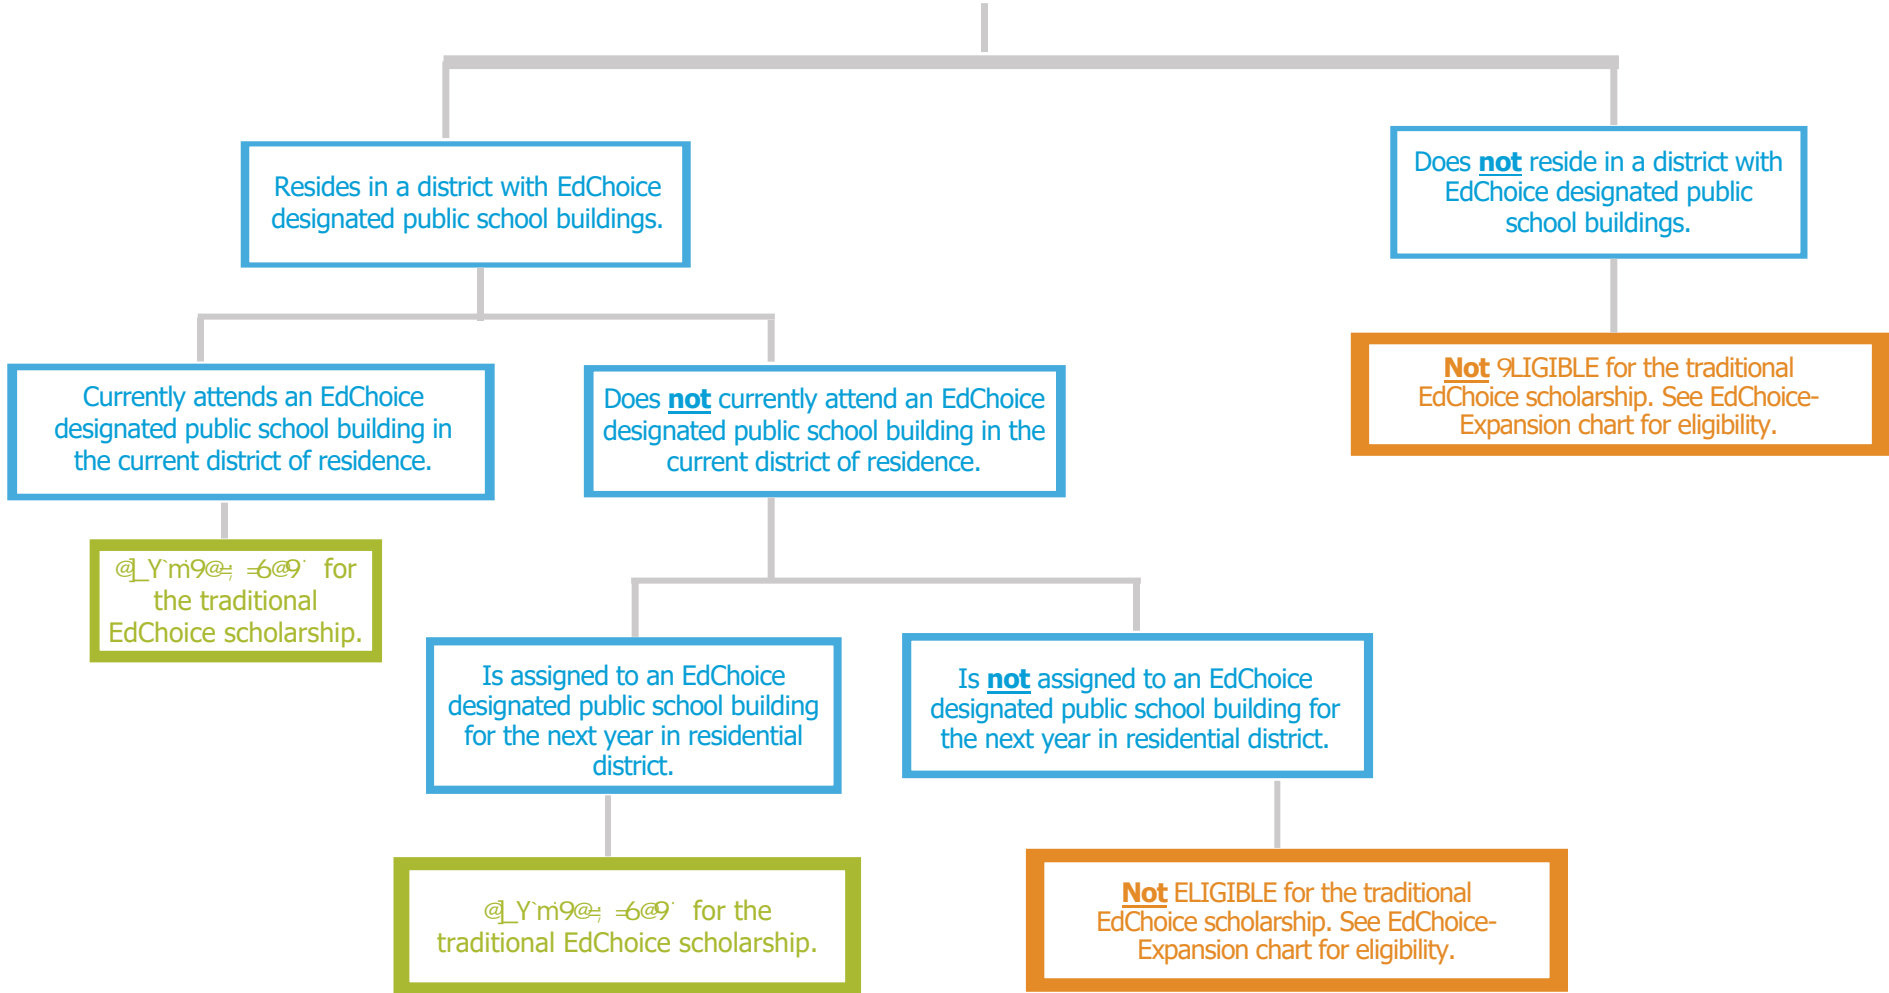 Resides in a district with EdChoice
designated public school buildings.
Does not reside in a district with
EdChoice designated public
school buildings.
Currently attends an EdChoice
designated public school building in
the current district of residence.
Does not currently attend an EdChoice
designated public school building in the
current district of residence.
Not 9LIGIBLE for the traditional
EdChoice scholarship. See EdChoice-
Expansion chart for eligibility.
for
the traditional
EdChoice scholarship.
Is assigned to an EdChoice
designated public school building
for the next year in residential
district.
Is not assigned to an EdChoice
designated public school building for
the next year in residential district.
for the
traditional EdChoice scholarship.
Not ELIGIBLE for the traditional
EdChoice scholarship. See EdChoice-
Expansion chart for eligibility.